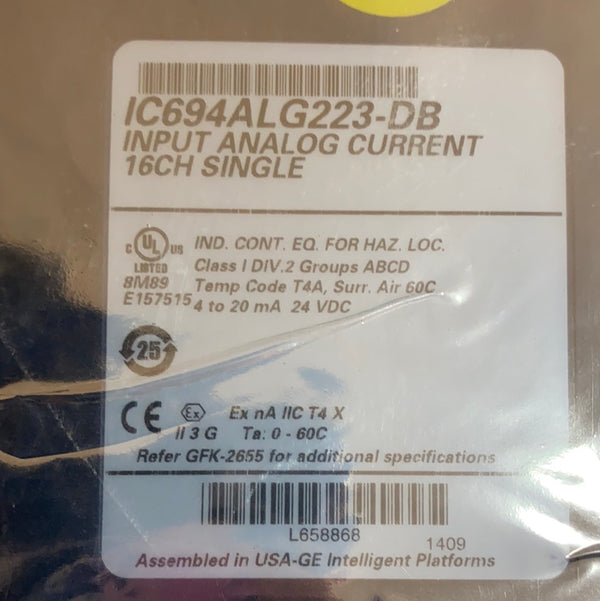 IC694ALG223-DB
INPUT ANALOG CURRENT
16CH SINGLE
C UL US IND. CONT. EQ. FOR HAZ. LOC.
LISTED Class I DIV.2 Groups ABCD
8M89 Temp Code T4A, Surr. Air 60C
E157515 4 to 20 mA 24 VDC
25
CE Ex Ex nA IIC T4 X
II 3 G Ta: 0 - 60C
Refer GFK-2655 for additional specifications
L658868
1409
Assembled in USA-GE Intelligent Platforms